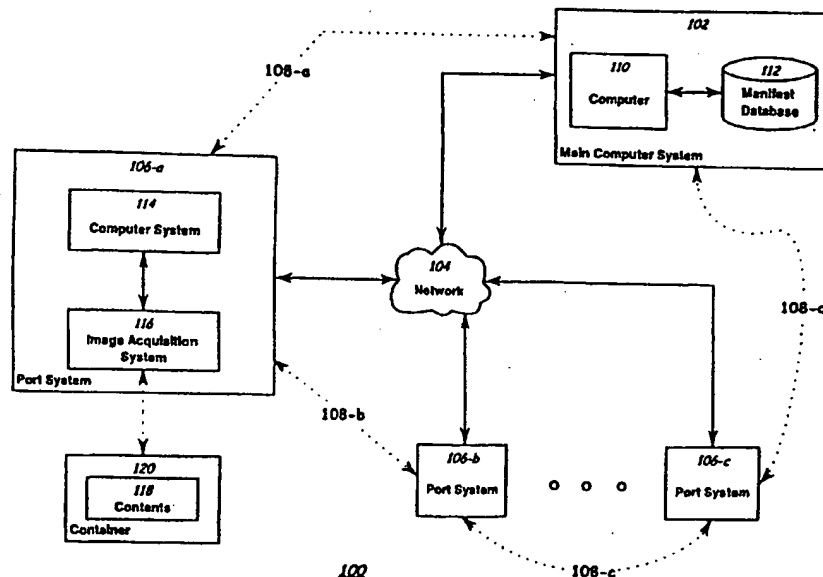 102
110
Computer
112
Manifest
Database
Main Computer System
108-a
106-a
114
Computer System
116
Image Acquisition
System
Port System
104
Network
108-d
108-b
120
118
Contents
Container
106-b
Port System
106-c
Port System
108-c
100